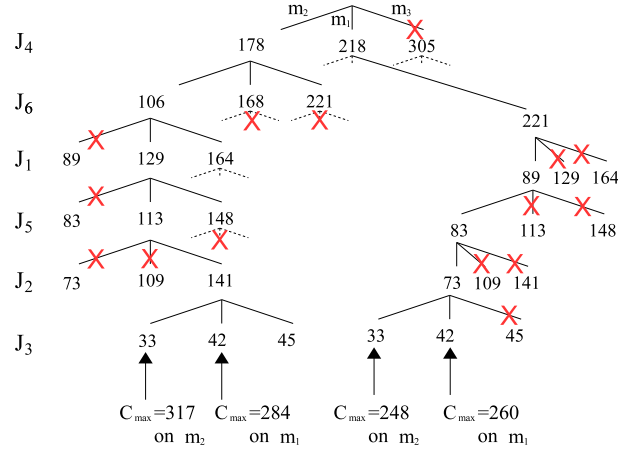 m₂ m₁ m₃
J₄ 178 218 305
J₆ 106 168 221 221
J₁ 89 129 164 89 129 164
J₅ 83 113 148 83 113 148
J₂ 73 109 141 73 109 141
J₃ 33 42 45 33 42 45
Cmax=317 Cmax=284 Cmax=248 Cmax=260
on m₂ on m₁ on m₂ on m₁